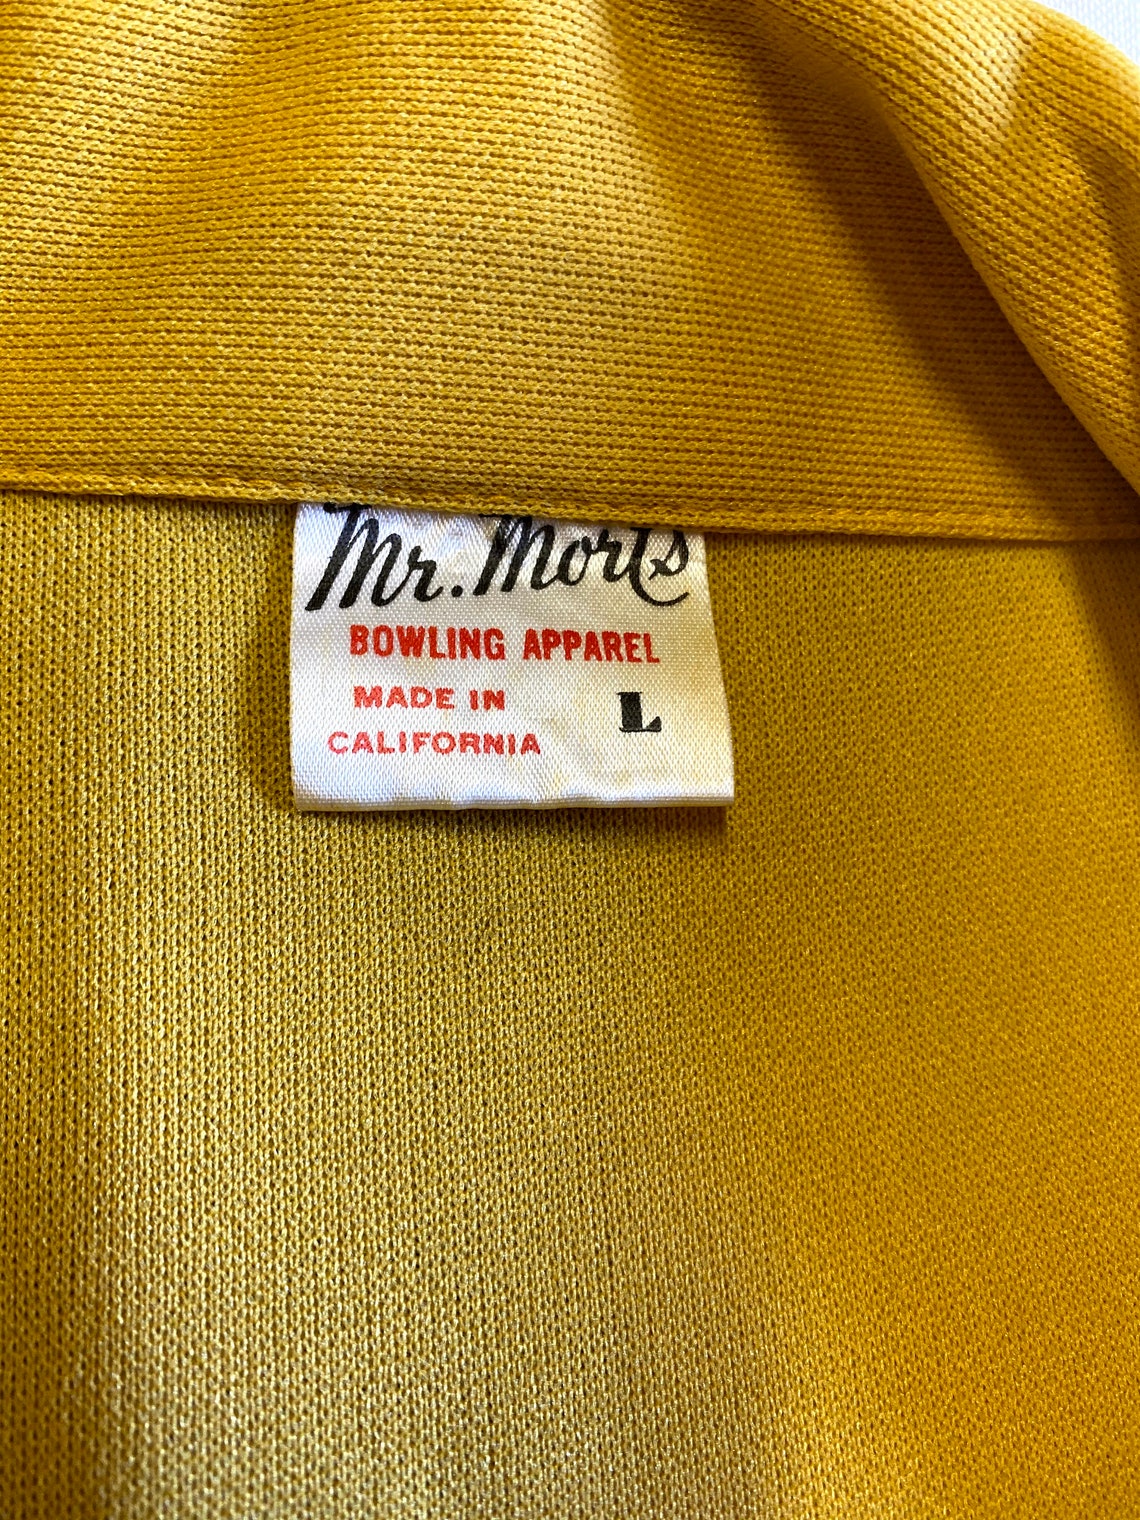 Mr. Morts
BOWLING APPAREL
MADE IN L
CALIFORNIA